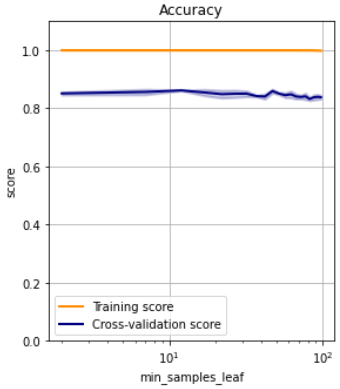 Accuracy
1.0
0.8
0.6
0.4
0.2
0.0
score
Training score
Cross-validation score
10¹
10²
min_samples_leaf